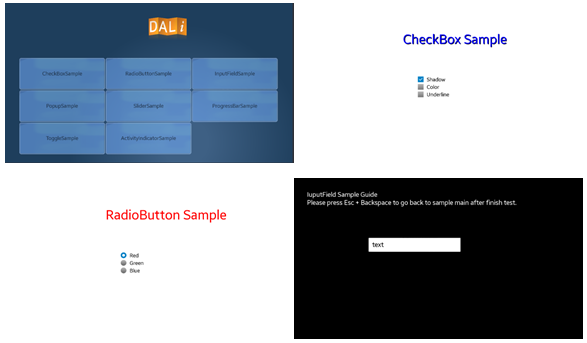 DALi
CheckBoxSample
RadioButtonSample
InputFieldSample
PopupSample
SliderSample
ProgressBarSample
ToggleSample
ActivityIndicatorSample
CheckBox Sample
Shadow
Color
Underline
RadioButton Sample
Red
Green
Blue
IuputField Sample Guide
Please press Esc + Backspace to go back to sample main after finish test.
text